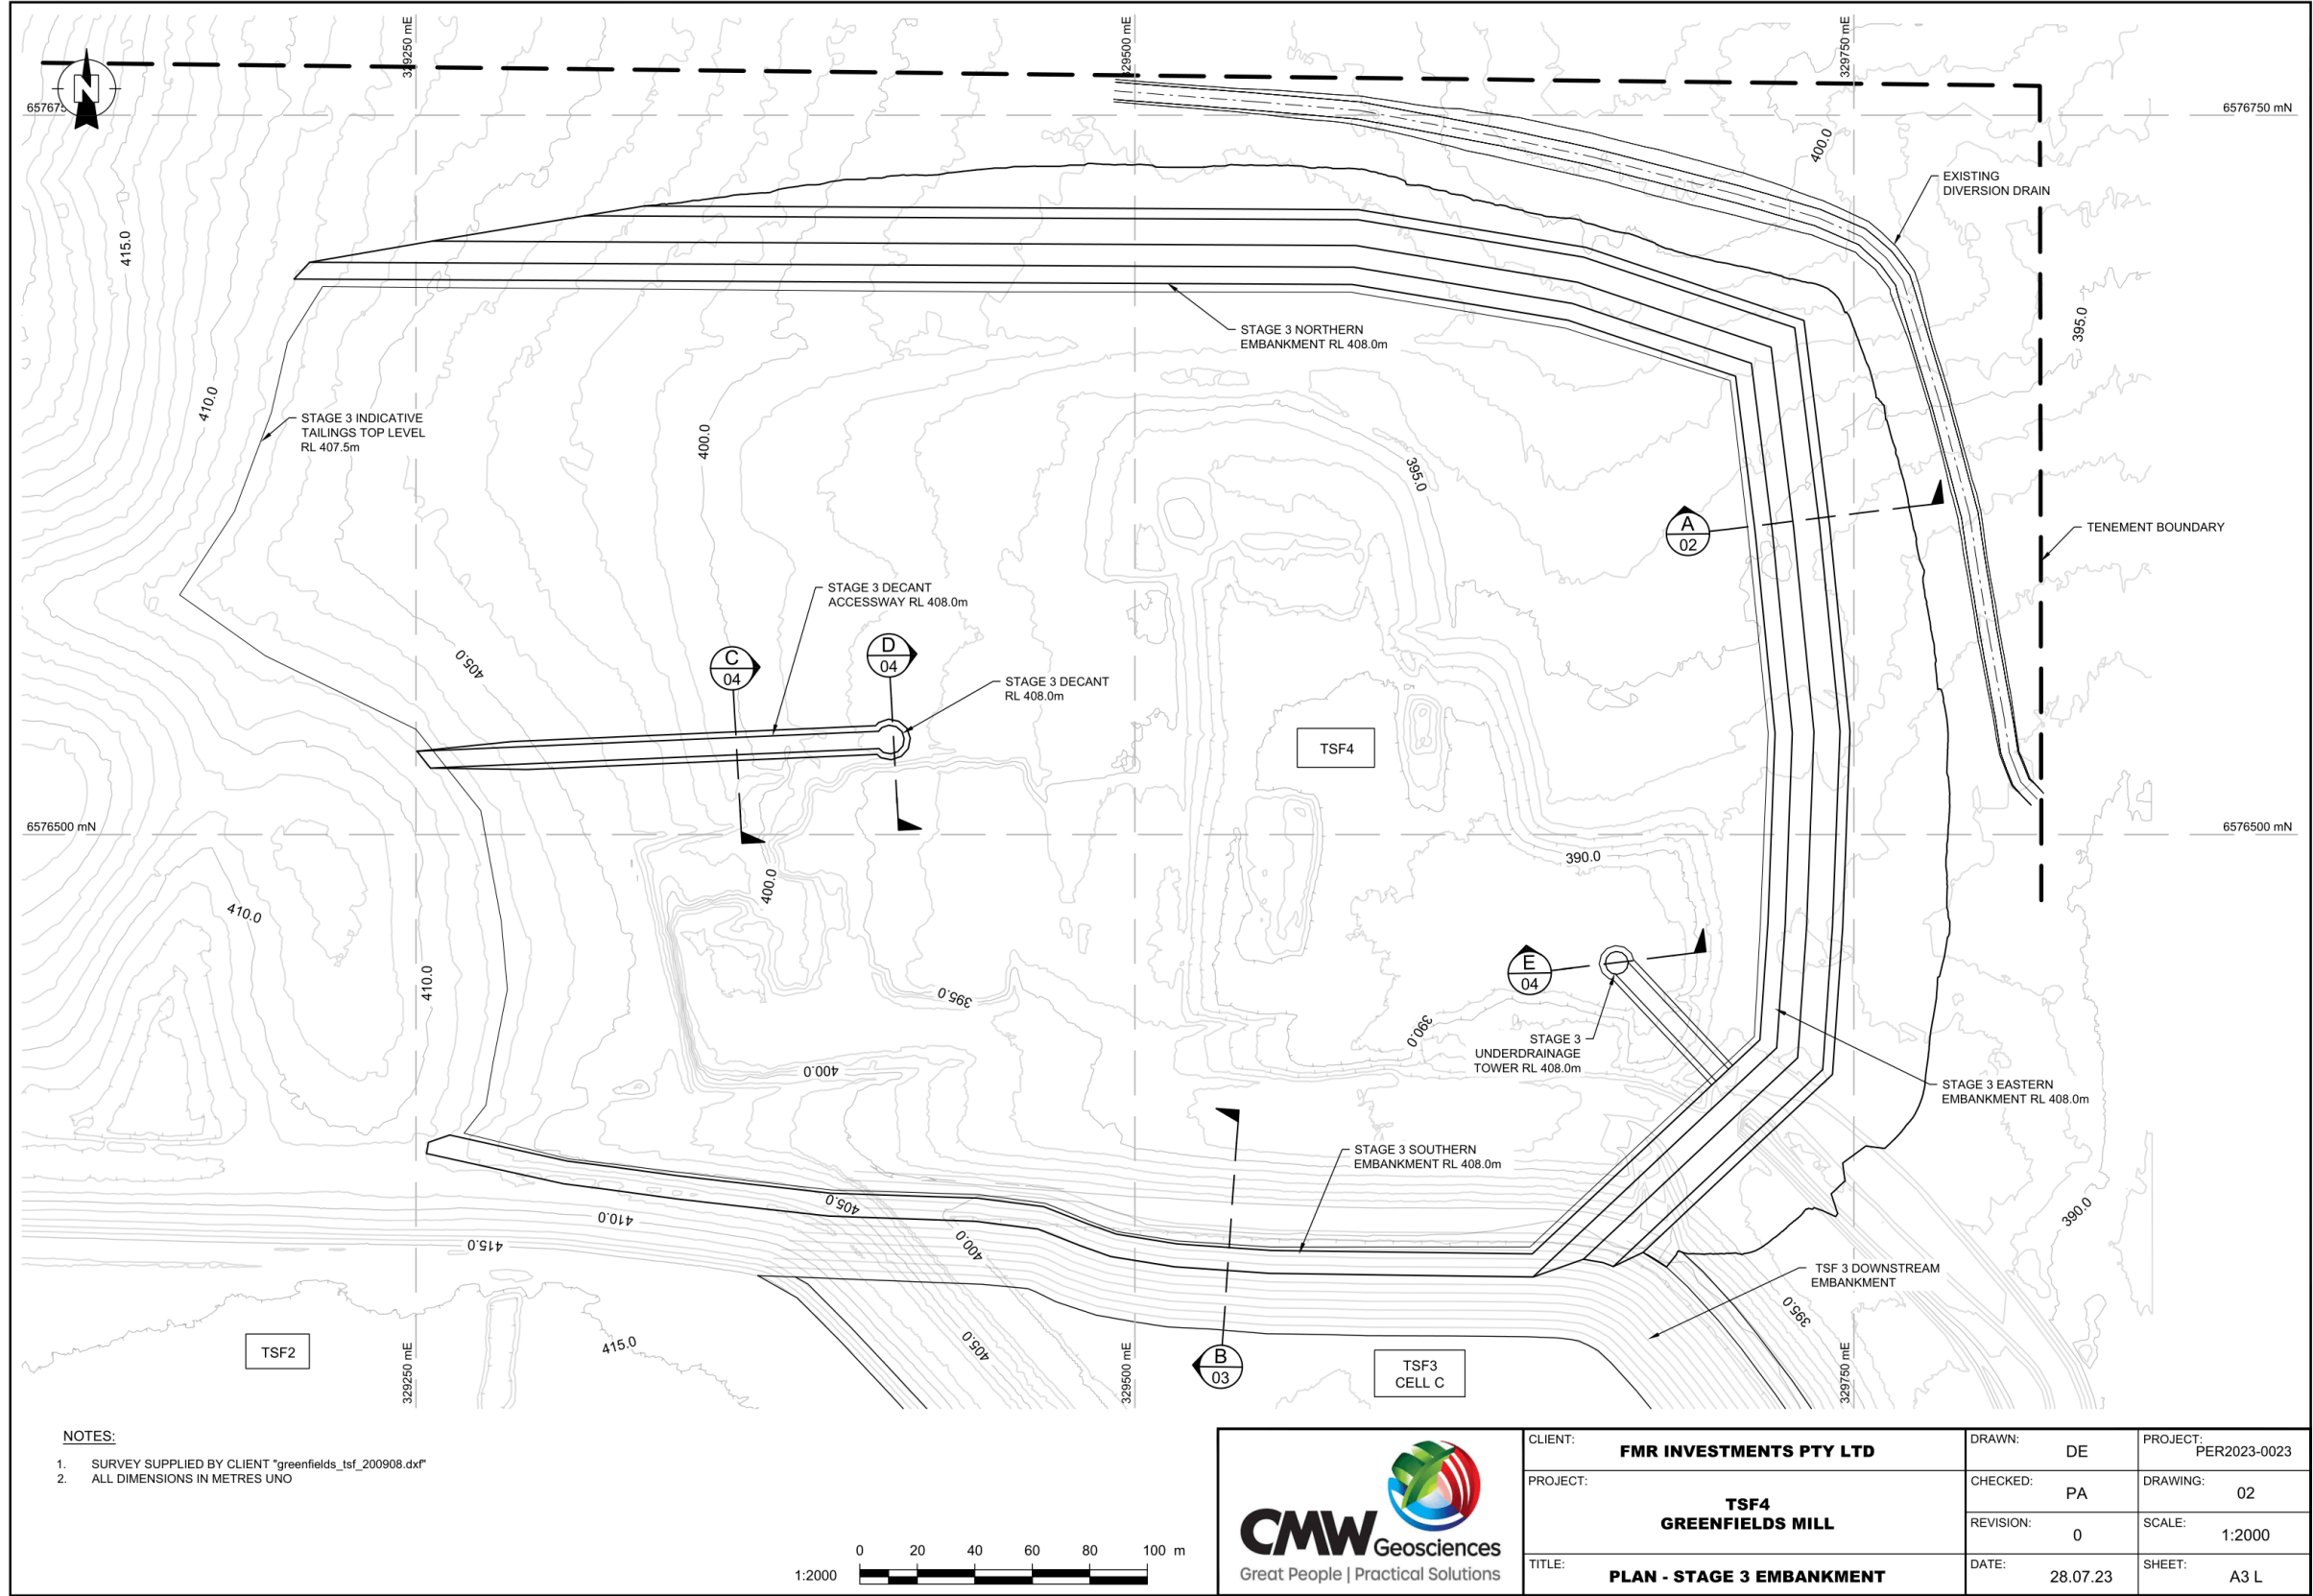 329250 mE
329500 mE
329750 mE
N
657675
6576750 mN
400.0
EXISTING
DIVERSION DRAIN
415.0
395.0
STAGE 3 NORTHERN
EMBANKMENT RL 408.0m
410.0
STAGE 3 INDICATIVE
TAILINGS TOP LEVEL
RL 407.5m
400.0
395.0
A
02
TENEMENT BOUNDARY
STAGE 3 DECANT
ACCESSWAY RL 408.0m
405.0
C
04
D
04
STAGE 3 DECANT
RL 408.0m
TSF4
6576500 mN
6576500 mN
390.0
400.0
410.0
410.0
395.0
E
04
390.0
STAGE 3
UNDERDRAINAGE
TOWER RL 408.0m
400.0
STAGE 3 EASTERN
EMBANKMENT RL 408.0m
STAGE 3 SOUTHERN
EMBANKMENT RL 408.0m
405.0
410.0
415.0
400.0
390.0
TSF 3 DOWNSTREAM
EMBANKMENT
395.0
405.0
415.0
TSF2
B
03
TSF3
CELL C
329250 mE
329500 mE
329750 mE
NOTES:
1. SURVEY SUPPLIED BY CLIENT "greenfields_tsf_200908.dxf"
2. ALL DIMENSIONS IN METRES UNO
1:2000
0 20 40 60 80 100 m
CMW Geosciences
Great People | Practical Solutions
CLIENT:
FMR INVESTMENTS PTY LTD
PROJECT:
TSF4
GREENFIELDS MILL
TITLE:
PLAN - STAGE 3 EMBANKMENT
DRAWN:
DE
PROJECT:
PER2023-0023
CHECKED:
PA
DRAWING:
02
REVISION:
0
SCALE:
1:2000
DATE:
28.07.23
SHEET:
A3 L